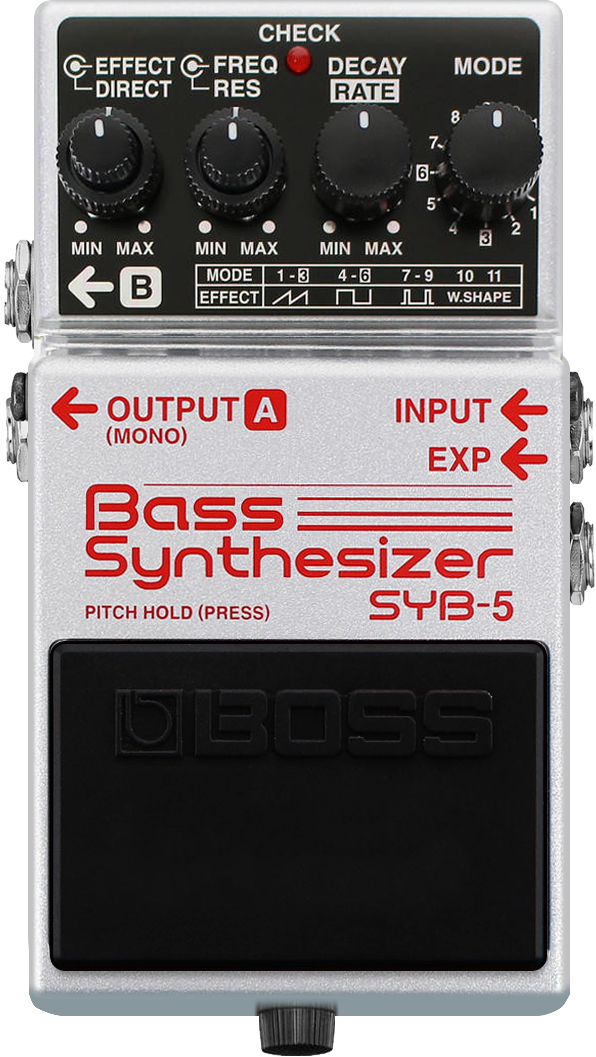 CHECK
EFFECT
DIRECT
FREQ
RES
DECAY
RATE
MODE
8
7
6
5
4
3
2
1
MIN MAX
MIN MAX
MIN MAX
B
MODE 1 - 3 4 - 6 7 - 9 10 11
EFFECT W.SHAPE
OUTPUT A
(MONO)
INPUT
EXP
Bass
Synthesizer
SYB-5
PITCH HOLD (PRESS)
BOSS